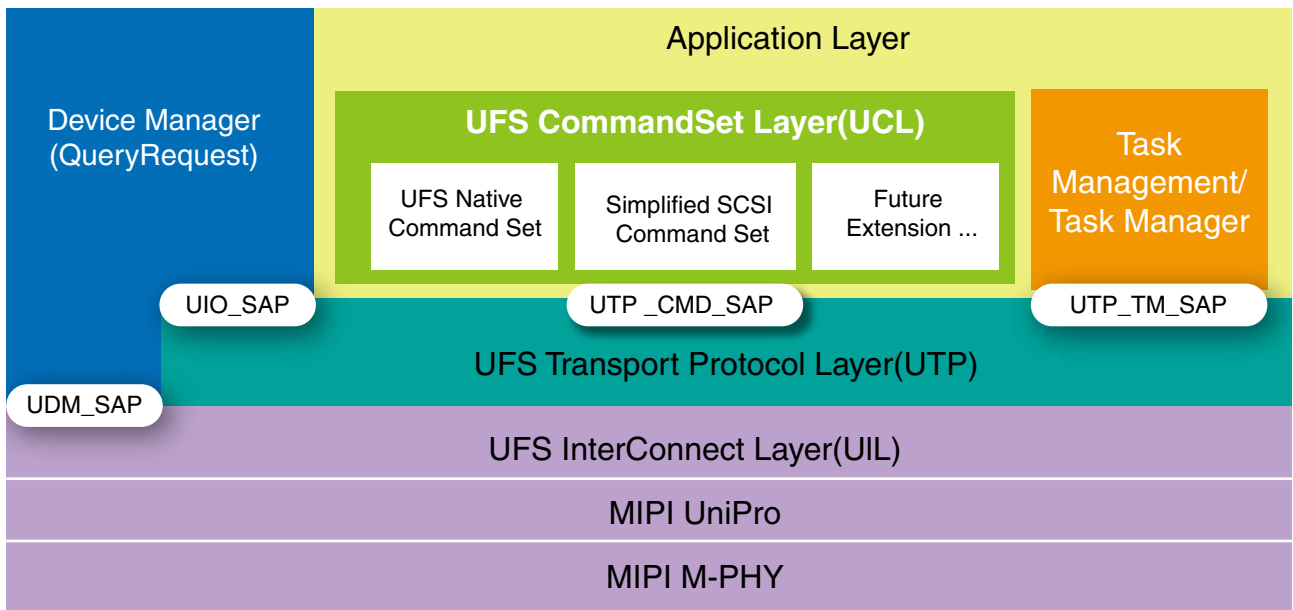 Application Layer
Device Manager
(QueryRequest)
UFS CommandSet Layer(UCL)
UFS Native
Command Set
Simplified SCSI
Command Set
Future
Extension ...
Task
Management/
Task Manager
UIO_SAP
UTP _CMD_SAP
UTP_TM_SAP
UFS Transport Protocol Layer(UTP)
UDM_SAP
UFS InterConnect Layer(UIL)
MIPI UniPro
MIPI M-PHY